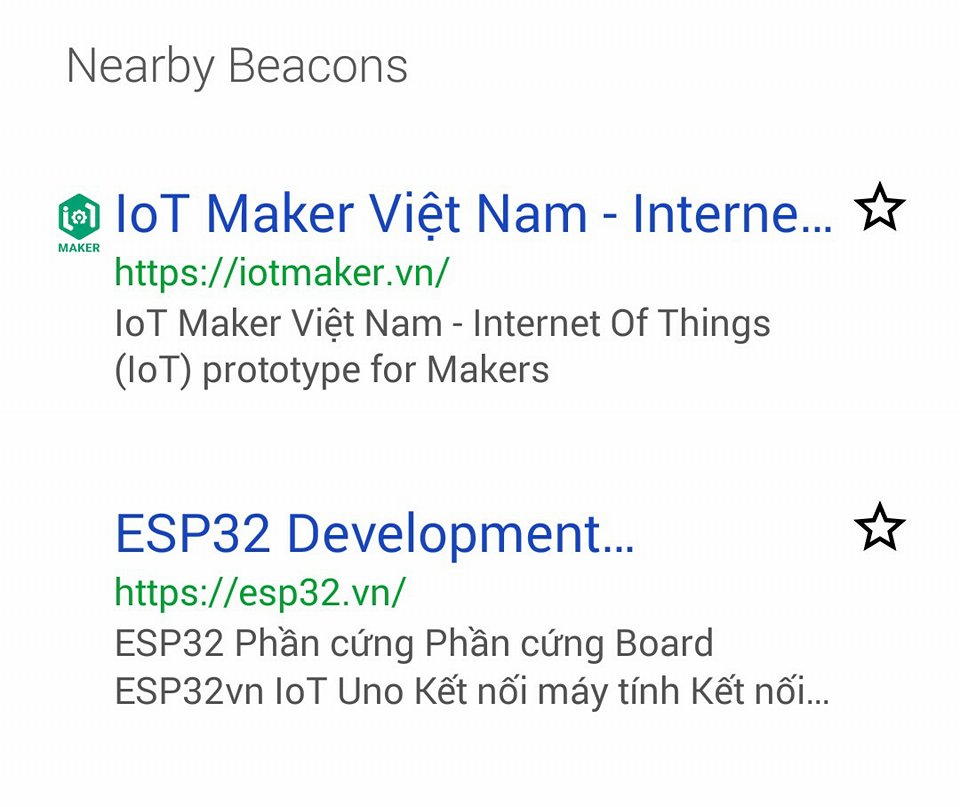 Nearby Beacons
IoT Maker Việt Nam - Interne...
MAKER
https://iotmaker.vn/
IoT Maker Việt Nam - Internet Of Things
(IoT) prototype for Makers
ESP32 Development...
https://esp32.vn/
ESP32 Phần cứng Phần cứng Board
ESP32vn IoT Uno Kết nối máy tính Kết nối...